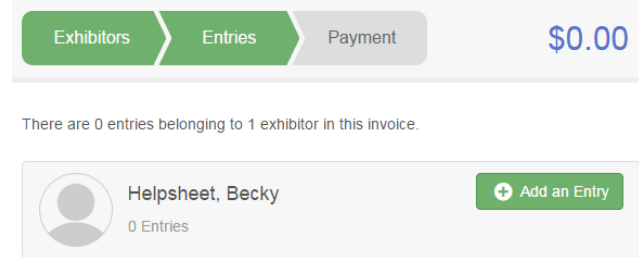 Exhibitors Entries Payment $0.00
There are 0 entries belonging to 1 exhibitor in this invoice.
Helpsheet, Becky Add an Entry
0 Entries